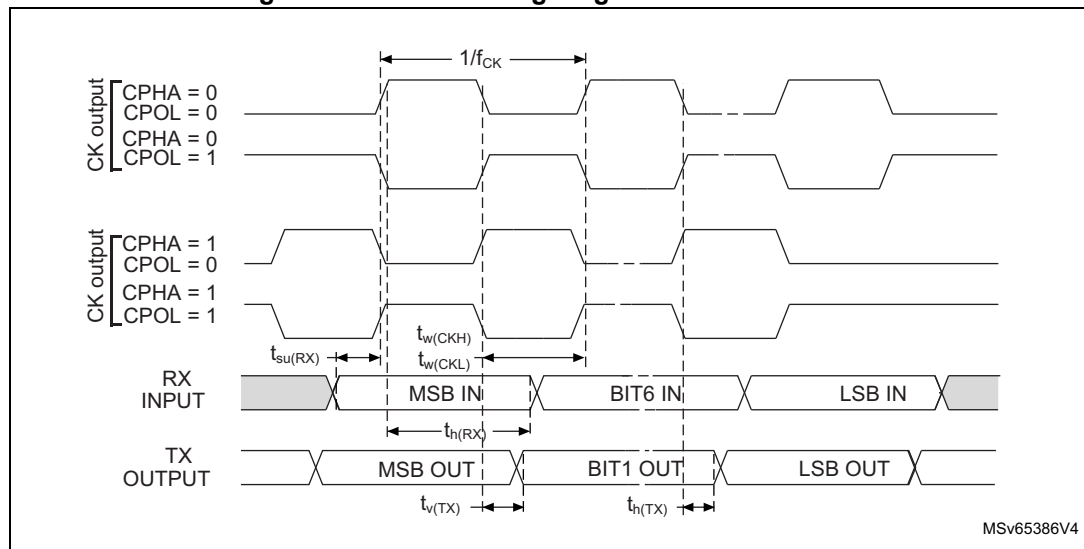 1/fCK
CK output
CPHA = 0
CPOL = 0
CPHA = 0
CPOL = 1
CK output
CPHA = 1
CPOL = 0
CPHA = 1
CPOL = 1
tw(CKH)
tw(CKL)
tsu(RX)
RX
INPUT
MSB IN
BIT6 IN
LSB IN
th(RX)
TX
OUTPUT
MSB OUT
BIT1 OUT
LSB OUT
tv(TX)
th(TX)
MSv65386V4